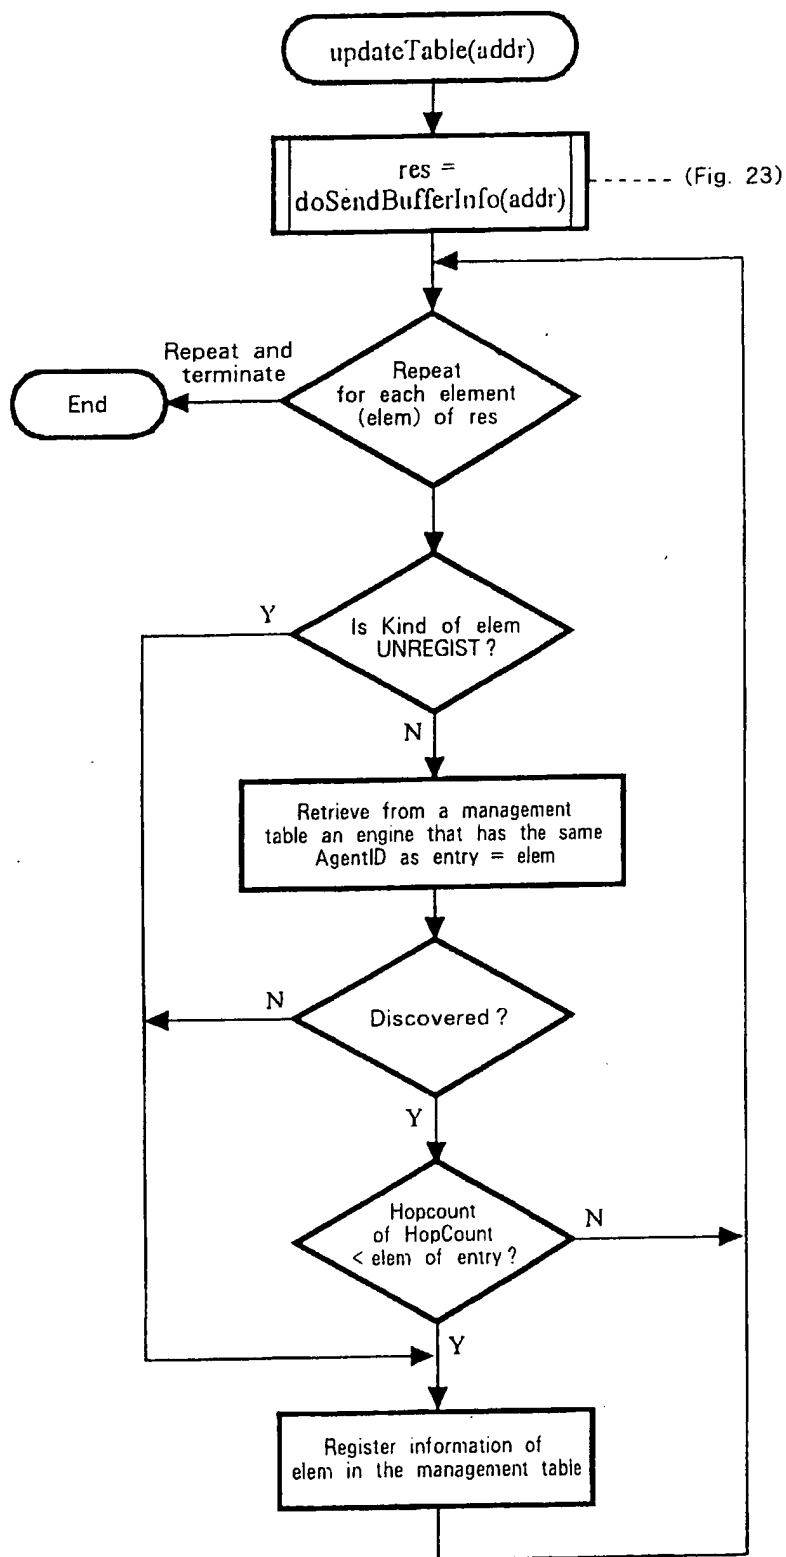 updateTable(addr)
res =
doSendBufferInfo(addr)
(Fig. 23)
Repeat and
terminate
End
Repeat
for each element
(elem) of res
Y
Is Kind of elem
UNREGIST?
N
Retrieve from a management
table an engine that has the same
AgentID as entry = elem
N
Discovered?
Y
Hopcount
of HopCount
< elem of entry?
N
Y
Register information of
elem in the management table